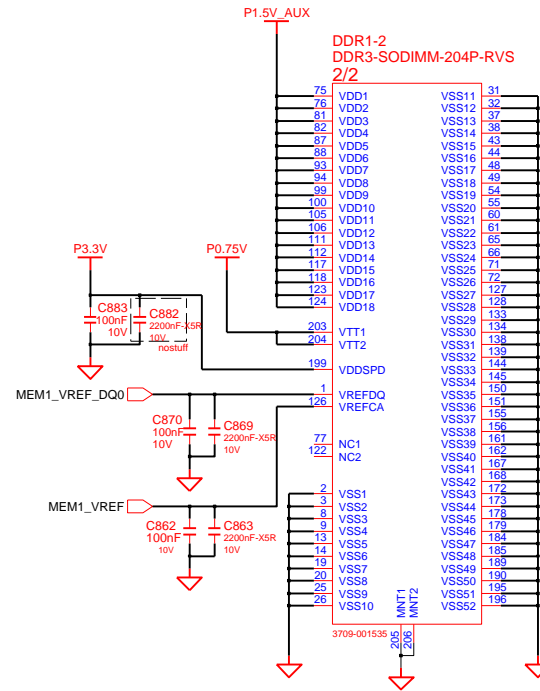 P1.5V_AUX
DDR1-2
DDR3-SODIMM-204P-RVS
2/2
75 VDD1 VSS11 31
76 VDD2 VSS12 32
81 VDD3 VSS13 37
82 VDD4 VSS14 38
87 VDD5 VSS15 43
88 VDD6 VSS16 44
93 VDD7 VSS17 48
94 VDD8 VSS18 49
99 VDD9 VSS19 54
100 VDD10 VSS20 55
105 VDD11 VSS21 60
106 VDD12 VSS22 61
111 VDD13 VSS23 65
112 VDD14 VSS24 66
117 VDD15 VSS25 71
118 VDD16 VSS26 72
123 VDD17 VSS27 127
124 VDD18 VSS28 128
VSS29 133
203 VTT1 VSS30 134
204 VTT2 VSS31 138
VSS32 139
199 VDDSPD VSS33 144
VSS34 145
1 VREFDQ VSS35 150
126 VREFCA VSS36 151
VSS37 155
VSS38 156
77 NC1 VSS39 161
122 NC2 VSS40 162
VSS41 167
VSS42 168
2 VSS1 VSS43 172
3 VSS2 VSS44 173
8 VSS3 VSS45 178
9 VSS4 VSS46 179
13 VSS5 VSS47 184
14 VSS6 VSS48 185
19 VSS7 VSS49 189
20 VSS8 VSS50 190
25 VSS9 VSS51 195
26 VSS10 VSS52 196
MNT1
MNT2
3709-001535
205
206
P3.3V
P0.75V
C883
100nF
10V
C882
2200nF-X5R
10V
nostuff
MEM1_VREF_DQ0
C870
100nF
10V
C869
2200nF-X5R
10V
MEM1_VREF
C862
100nF
10V
C863
2200nF-X5R
10V